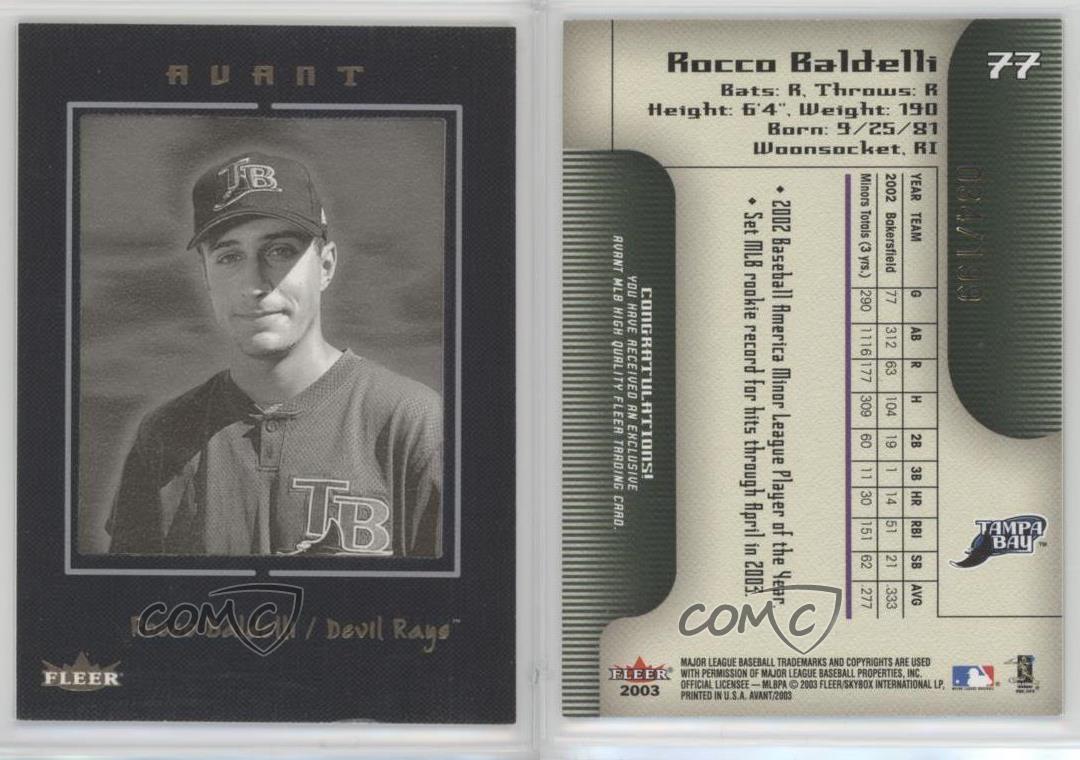 AVANT
TB
TB
Rocco Baldelli / Devil Rays™
FLEER
COMC
77
Rocco Baldelli
Bats: R, Throws: R
Height: 6'4", Weight: 190
Born: 9/25/81
Woonsocket, RI
YEAR TEAM G AB R H 2B 3B HR RBI SB AVG
2002 Bakersfield 77 312 63 104 19 1 14 51 21 .333
Minors Totals (3 yrs.) 290 1116 177 309 60 11 30 151 62 .277
• 2002 Baseball America Minor League Player of the Year
• Set MLB rookie record for hits through April in 2003.
CONGRATULATIONS!
YOU HAVE RECEIVED AN EXCLUSIVE
AVANT MLB HIGH QUALITY FLEER TRADING CARD.
TAMPA
BAY™
COMC
FLEER
2003
MAJOR LEAGUE BASEBALL TRADEMARKS AND COPYRIGHTS ARE USED
WITH PERMISSION OF MAJOR LEAGUE BASEBALL PROPERTIES, INC.
OFFICIAL LICENSEE — MLBPA © 2003 FLEER/SKYBOX INTERNATIONAL LP,
PRINTED IN U.S.A. AVANT/2003